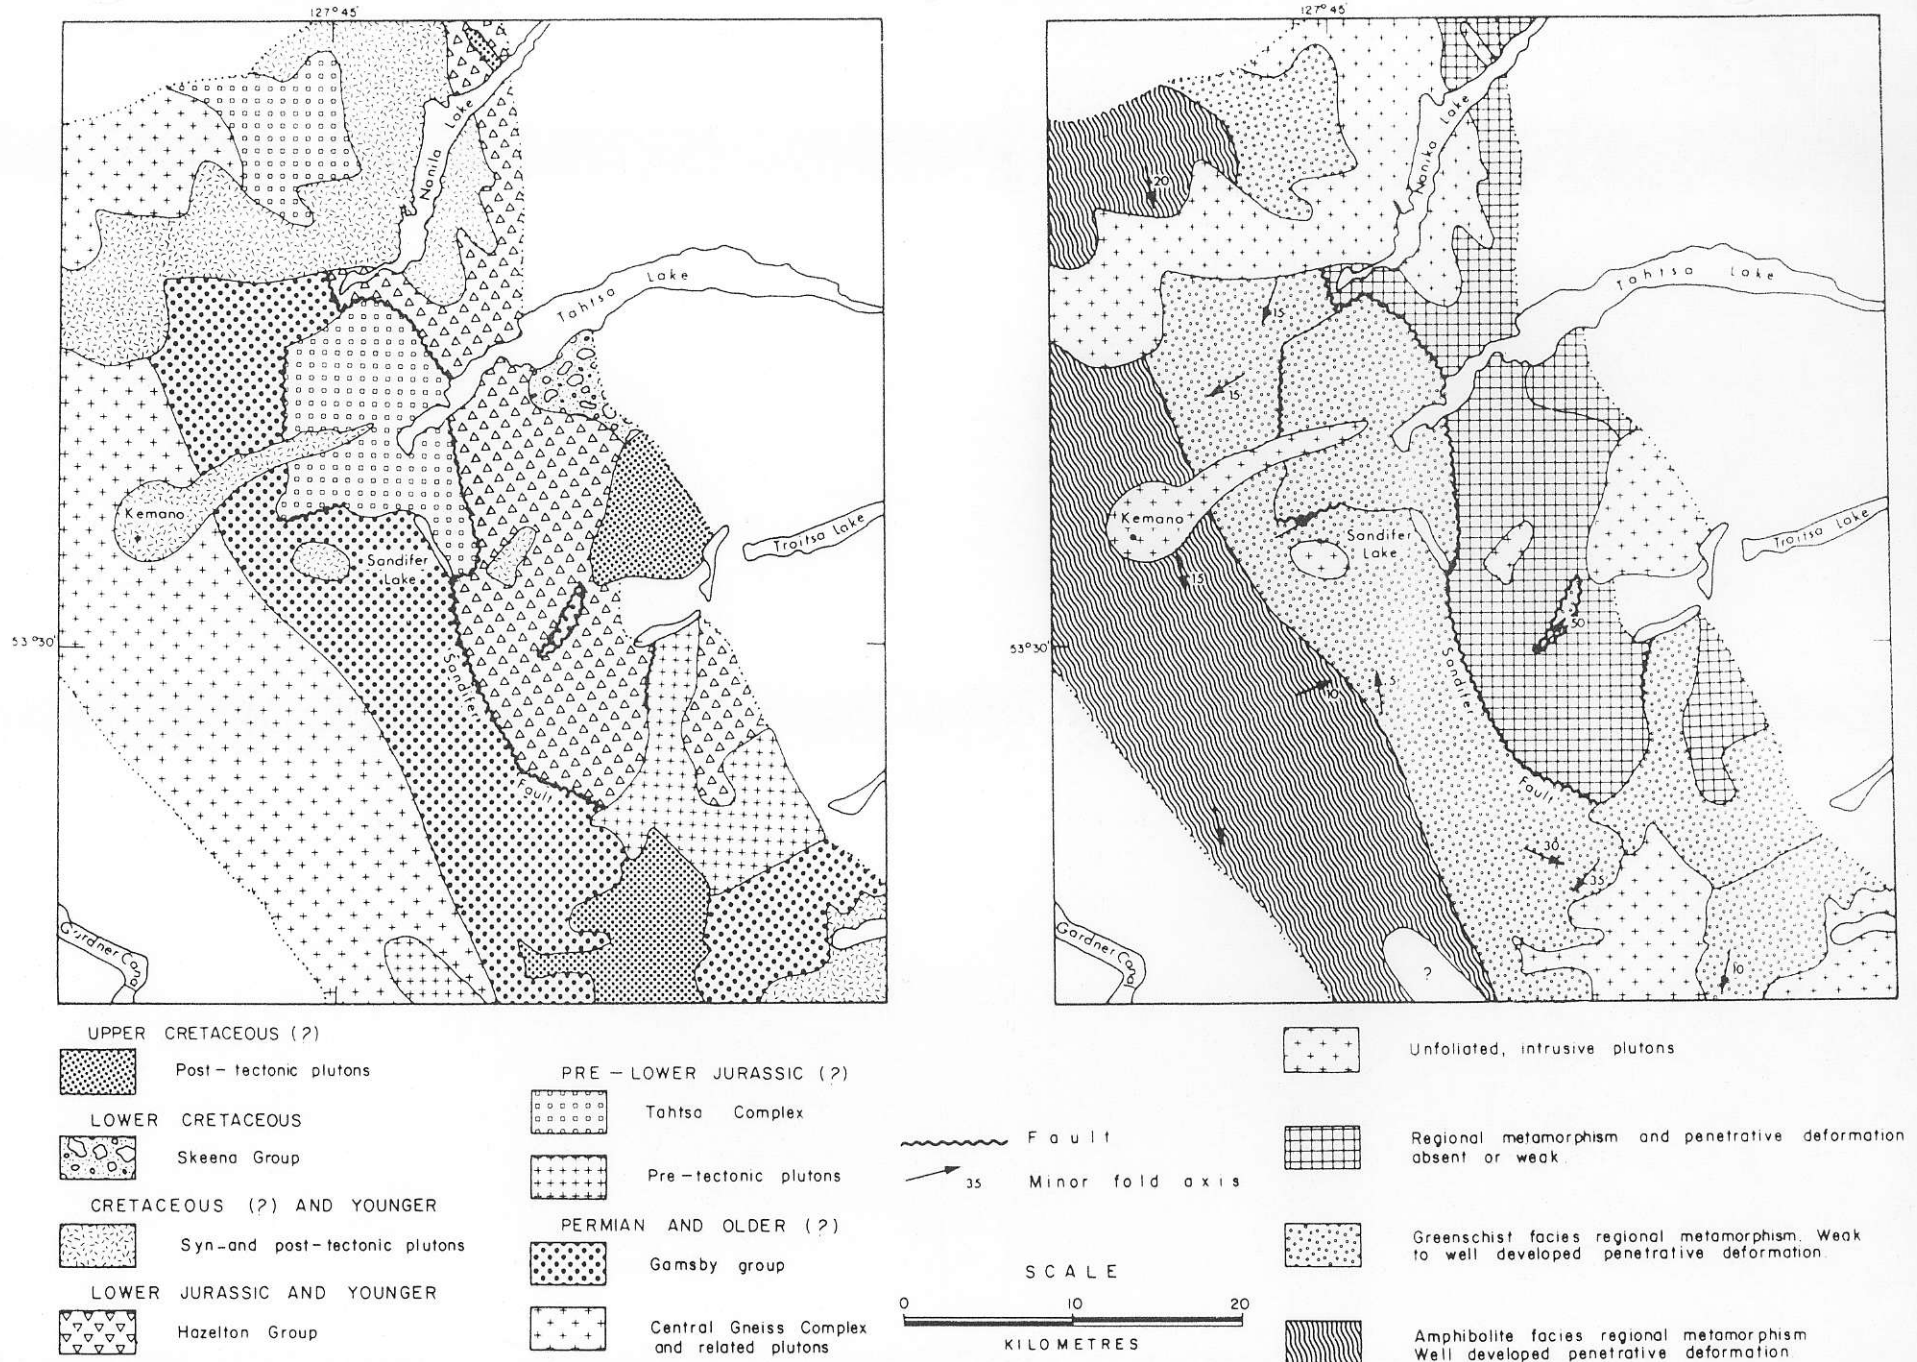 127° 45'
Nanila Lake
Tahtsa Lake
Kemano
Sandifer
Lake
Troitsa Lake
53° 30'
Sandifer
Fault
Gardner Canal
127° 45'
20
Nanika Lake
Tahtsa Lake
15
15
Kemano
Sandifer
Lake
Troitsa Lake
15
50
53° 30'
10
5
Sandifer
Fault
30
35
Gardner Canal
?
10
UPPER CRETACEOUS (?)
Post-tectonic plutons
LOWER CRETACEOUS
Skeena Group
CRETACEOUS (?) AND YOUNGER
Syn-and post-tectonic plutons
LOWER JURASSIC AND YOUNGER
Hazelton Group
PRE-LOWER JURASSIC (?)
Tahtsa Complex
Pre-tectonic plutons
PERMIAN AND OLDER (?)
Gamsby group
Central Gneiss Complex
and related plutons
Fault
35 Minor fold axis
SCALE
0 10 20
KILOMETRES
Unfoliated, intrusive plutons
Regional metamorphism and penetrative deformation
absent or weak.
Greenschist facies regional metamorphism. Weak
to well developed penetrative deformation.
Amphibolite facies regional metamorphism
Well developed penetrative deformation.